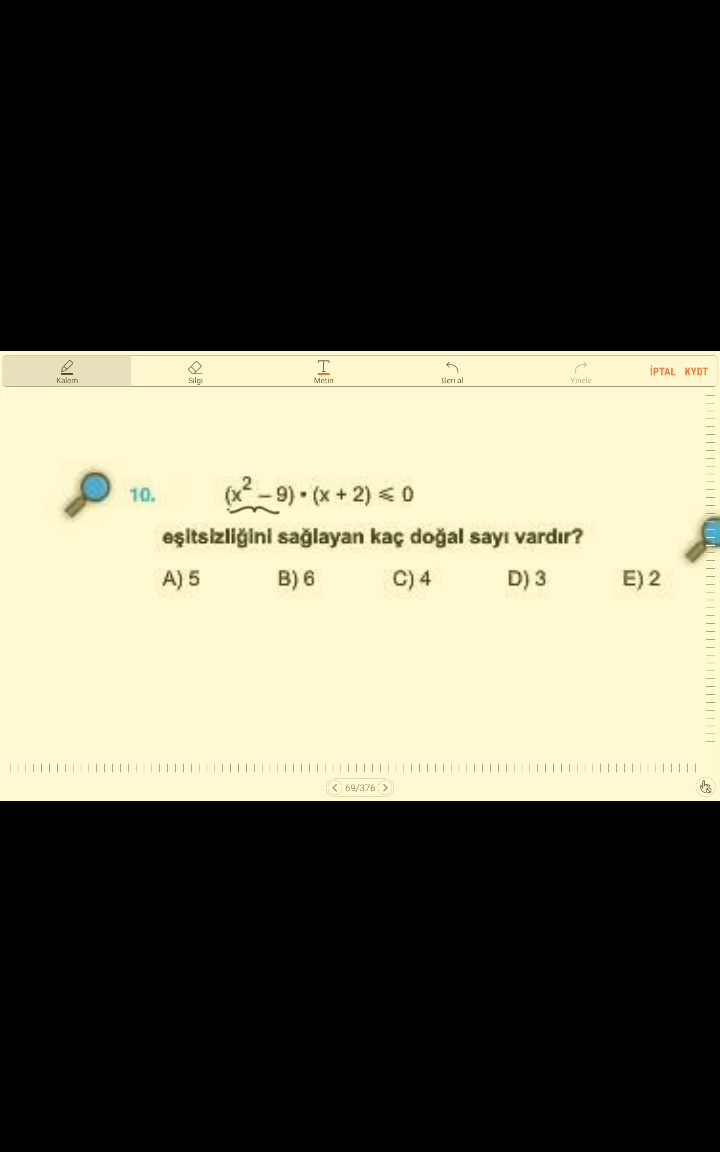 Kalem Silgi Metin Geri al Yinele İPTAL KYDT
10. (x² – 9) • (x + 2) ⩽ 0
eşitsizliğini sağlayan kaç doğal sayı vardır?
A) 5 B) 6 C) 4 D) 3 E) 2
69/376